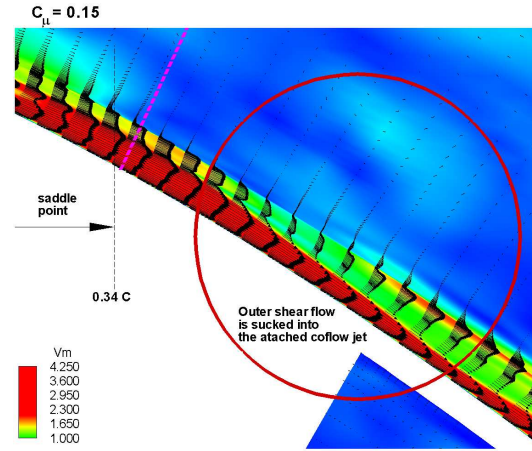 C_μ = 0.15
saddle
point
0.34 C
Outer shear flow
is sucked into
the atached coflow jet
Vm
4.250
3.600
2.950
2.300
1.650
1.000